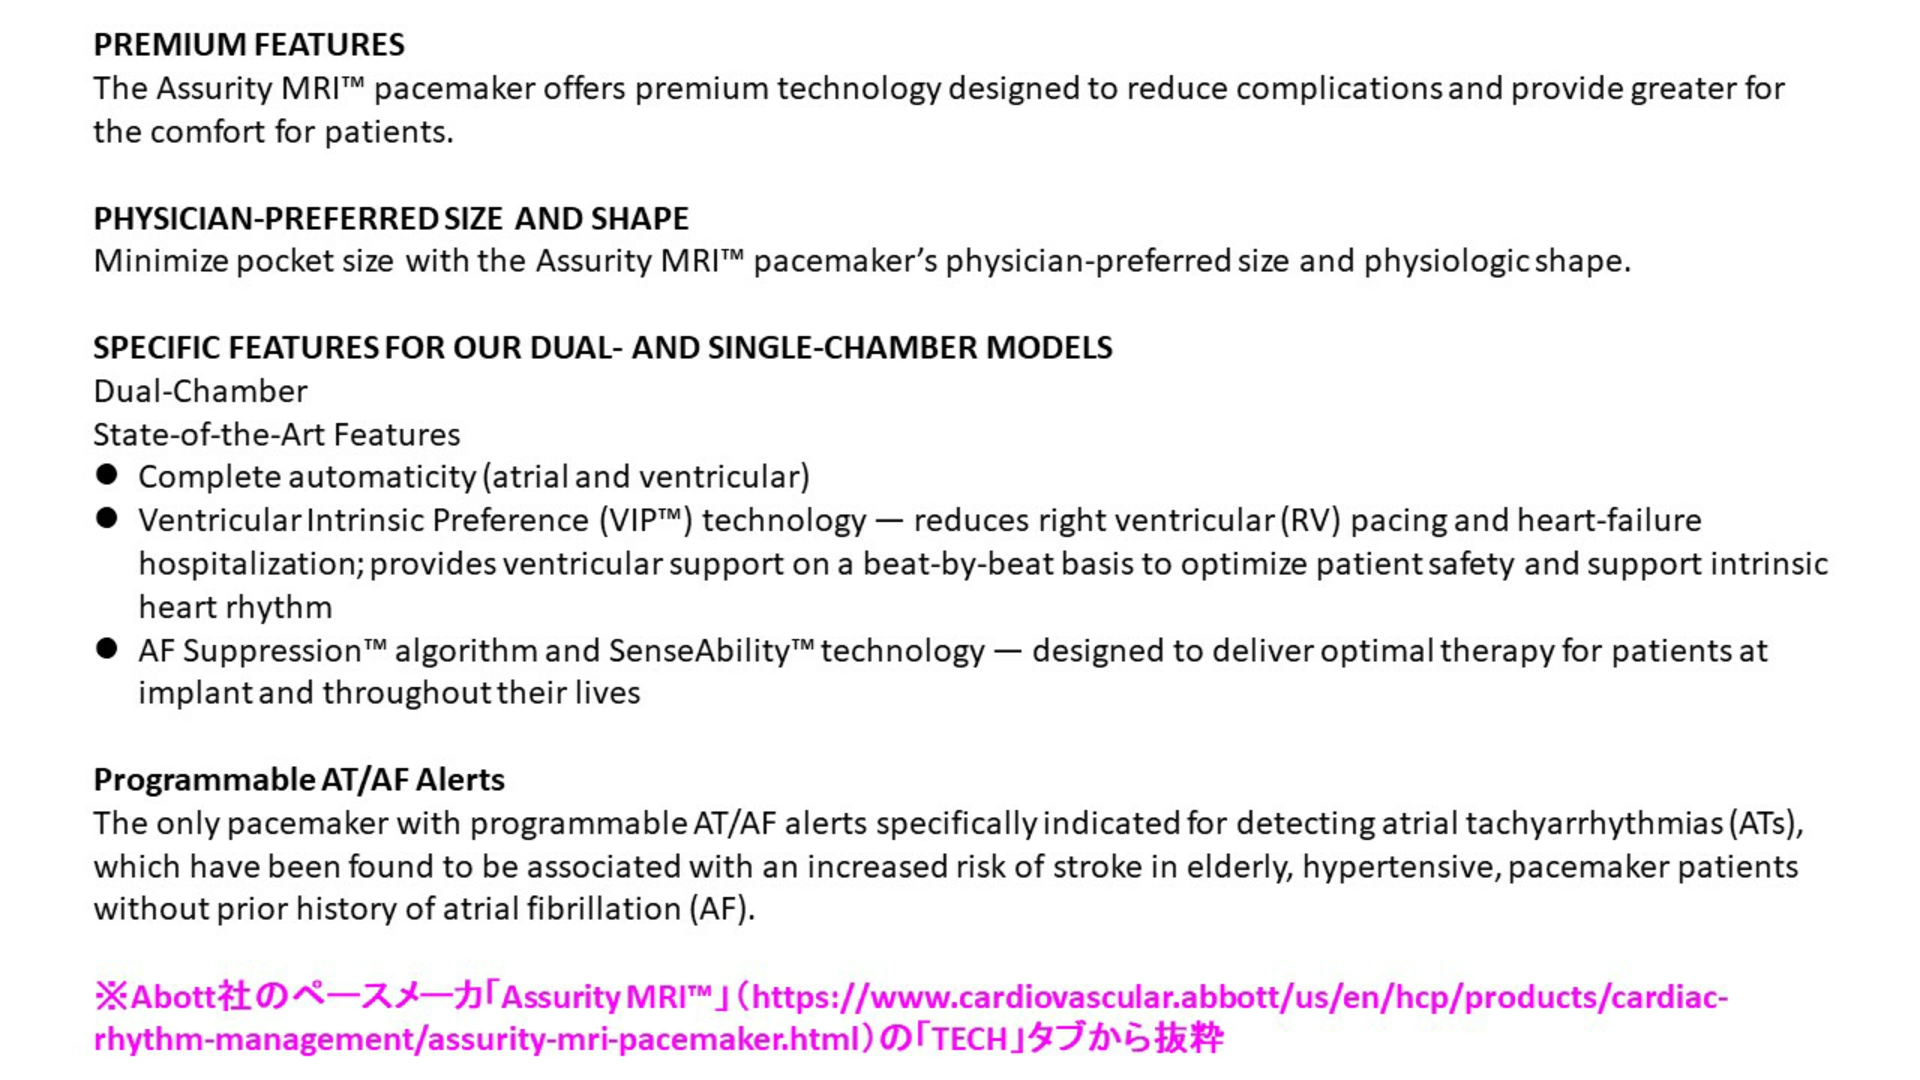 PREMIUM FEATURES
The Assurity MRI™ pacemaker offers premium technology designed to reduce complications and provide greater for
the comfort for patients.
PHYSICIAN-PREFERRED SIZE AND SHAPE
Minimize pocket size with the Assurity MRI™ pacemaker’s physician-preferred size and physiologic shape.
SPECIFIC FEATURES FOR OUR DUAL- AND SINGLE-CHAMBER MODELS
Dual-Chamber
State-of-the-Art Features
● Complete automaticity (atrial and ventricular)
● Ventricular Intrinsic Preference (VIP™) technology — reduces right ventricular (RV) pacing and heart-failure
hospitalization; provides ventricular support on a beat-by-beat basis to optimize patient safety and support intrinsic
heart rhythm
● AF Suppression™ algorithm and SenseAbility™ technology — designed to deliver optimal therapy for patients at
implant and throughout their lives
Programmable AT/AF Alerts
The only pacemaker with programmable AT/AF alerts specifically indicated for detecting atrial tachyarrhythmias (ATs),
which have been found to be associated with an increased risk of stroke in elderly, hypertensive, pacemaker patients
without prior history of atrial fibrillation (AF).
※Abott社のペースメーカ「Assurity MRI™」（https://www.cardiovascular.abbott/us/en/hcp/products/cardiac-
rhythm-management/assurity-mri-pacemaker.html）の「TECH」タブから抜粋